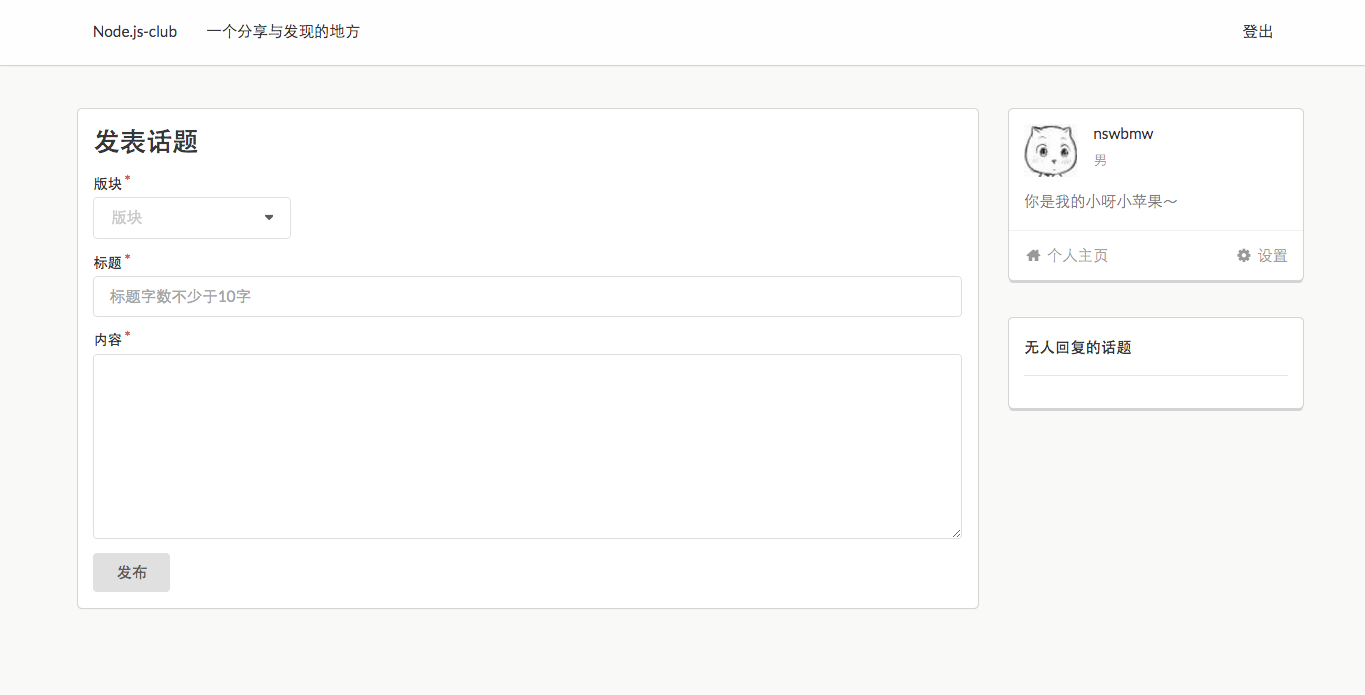 Node.js-club 一个分享与发现的地方 登出
发表话题
版块 *
版块
标题 *
标题字数不少于10字
内容 *
发布
nswbmw
男
你是我的小呀小苹果～
个人主页 设置
无人回复的话题